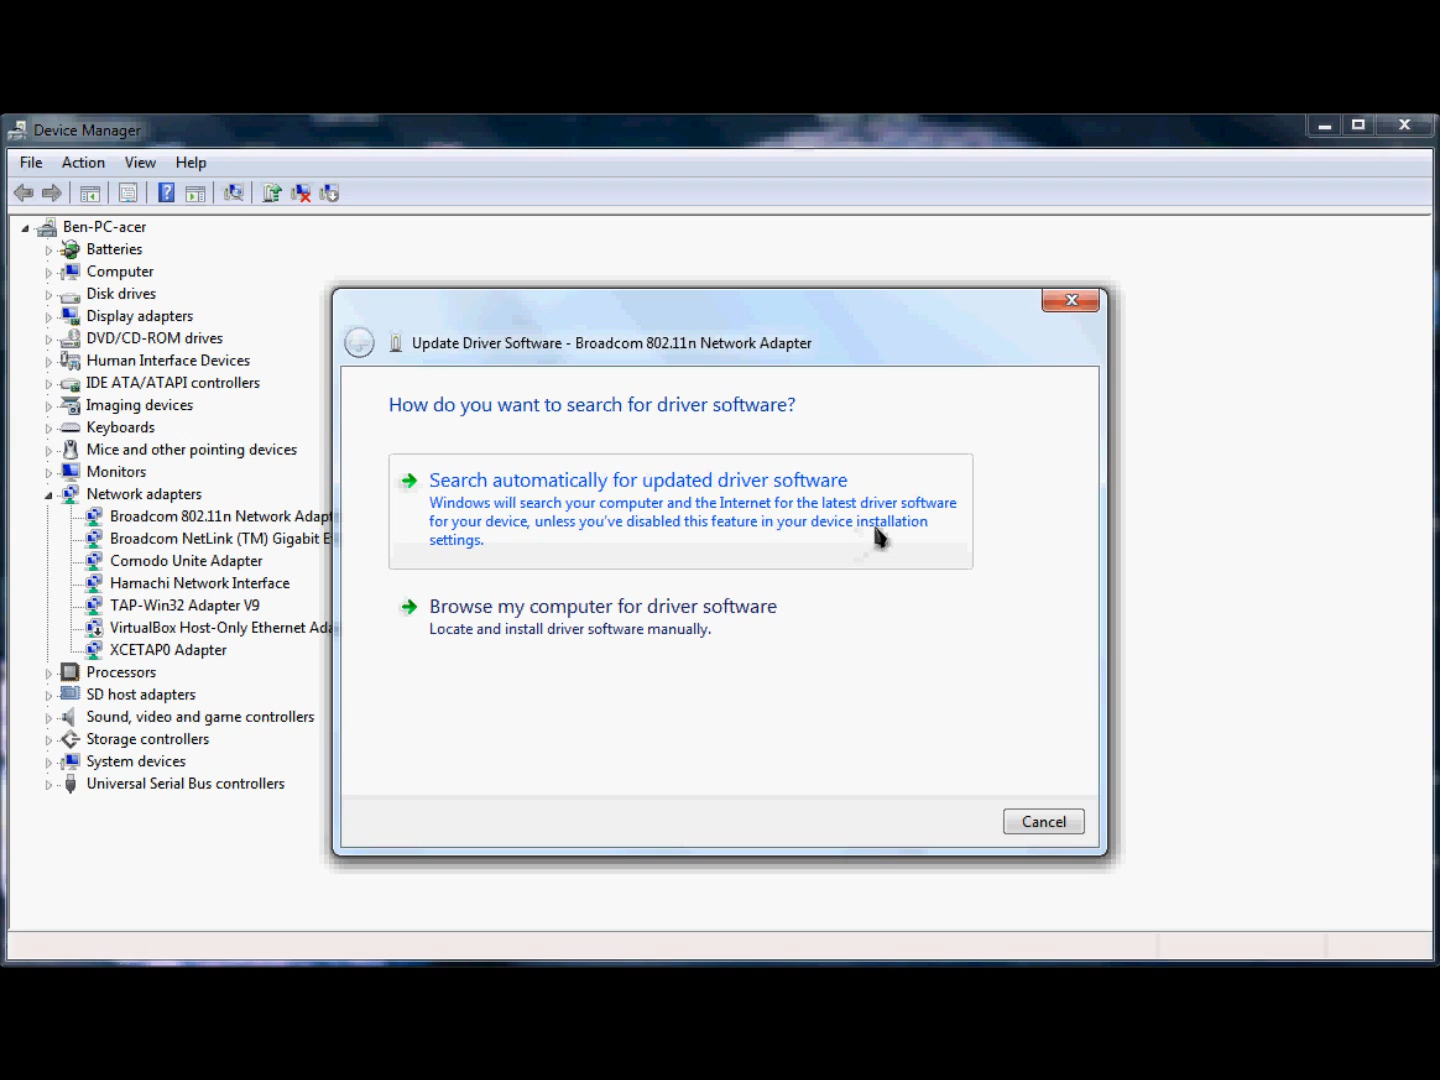 Device Manager
File Action View Help
Ben-PC-acer
Batteries
Computer
Disk drives
Display adapters
DVD/CD-ROM drives
Human Interface Devices
IDE ATA/ATAPI controllers
Imaging devices
Keyboards
Mice and other pointing devices
Monitors
Network adapters
Broadcom 802.11n Network Adapt
Broadcom NetLink (TM) Gigabit E
Comodo Unite Adapter
Hamachi Network Interface
TAP-Win32 Adapter V9
VirtualBox Host-Only Ethernet Ada
XCETAP0 Adapter
Processors
SD host adapters
Sound, video and game controllers
Storage controllers
System devices
Universal Serial Bus controllers
Update Driver Software - Broadcom 802.11n Network Adapter
How do you want to search for driver software?
Search automatically for updated driver software
Windows will search your computer and the Internet for the latest driver software
for your device, unless you've disabled this feature in your device installation
settings.
Browse my computer for driver software
Locate and install driver software manually.
Cancel